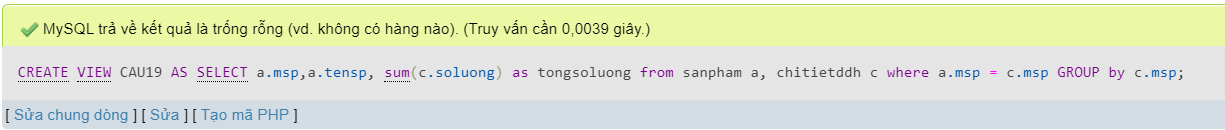 MySQL trả về kết quả là trống rỗng (vd. không có hàng nào). (Truy vấn cần 0,0039 giây.)
CREATE VIEW CAU19 AS SELECT a.msp,a.tensp, sum(c.soluong) as tongsoluong from sanpham a, chitietddh c where a.msp = c.msp GROUP by c.msp;
[ Sửa chung dòng ] [ Sửa ] [ Tạo mã PHP ]